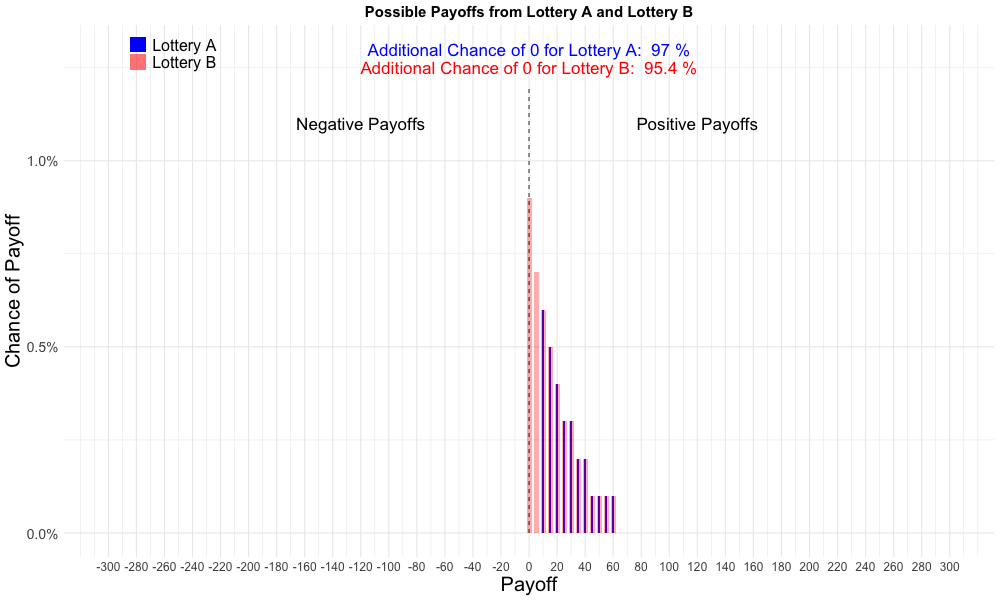 Possible Payoffs from Lottery A and Lottery B
Lottery A
Lottery B
Additional Chance of 0 for Lottery A:  97 %
Additional Chance of 0 for Lottery B:  95.4 %
Negative Payoffs
Positive Payoffs
Chance of Payoff
1.0%
0.5%
0.0%
-300 -280 -260 -240 -220 -200 -180 -160 -140 -120 -100 -80 -60 -40 -20 0 20 40 60 80 100 120 140 160 180 200 220 240 260 280 300
Payoff